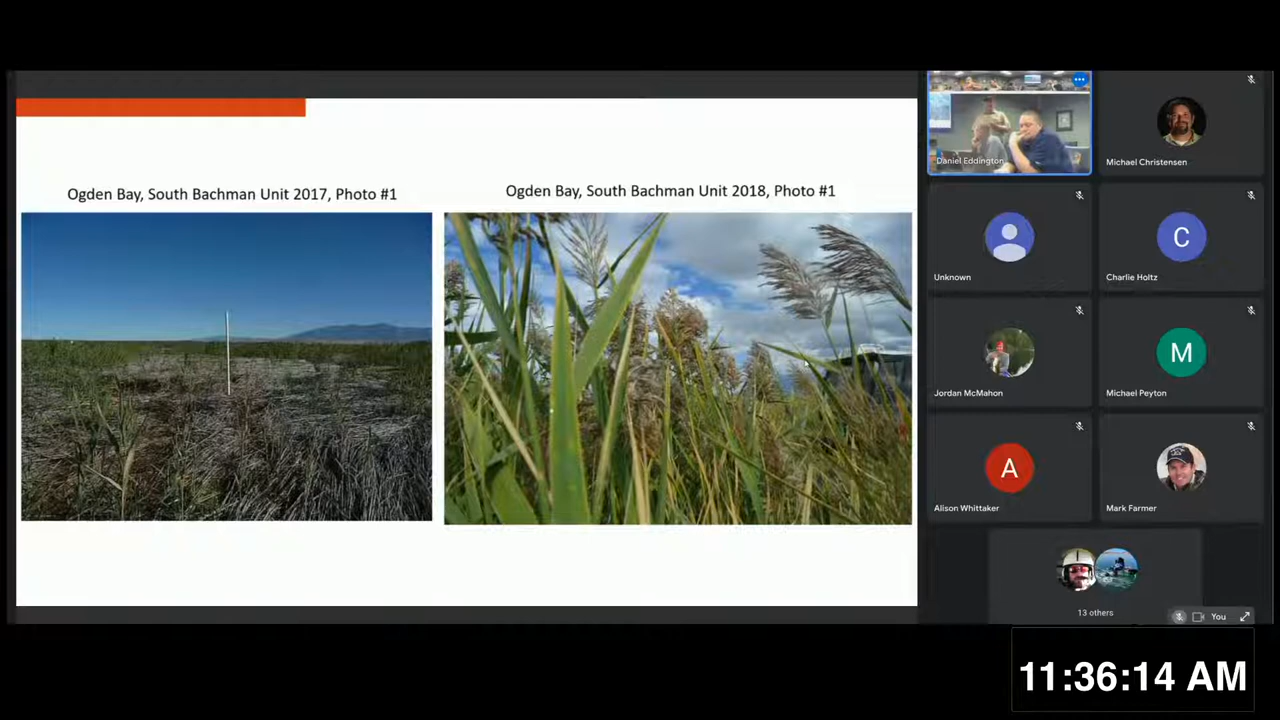 Ogden Bay, South Bachman Unit 2017, Photo #1
Ogden Bay, South Bachman Unit 2018, Photo #1
Daniel Eddington
Michael Christensen
Unknown
C
Charlie Holtz
Jordan McMahon
M
Michael Peyton
A
Alison Whittaker
Mark Farmer
13 others
You
11:36:14 AM